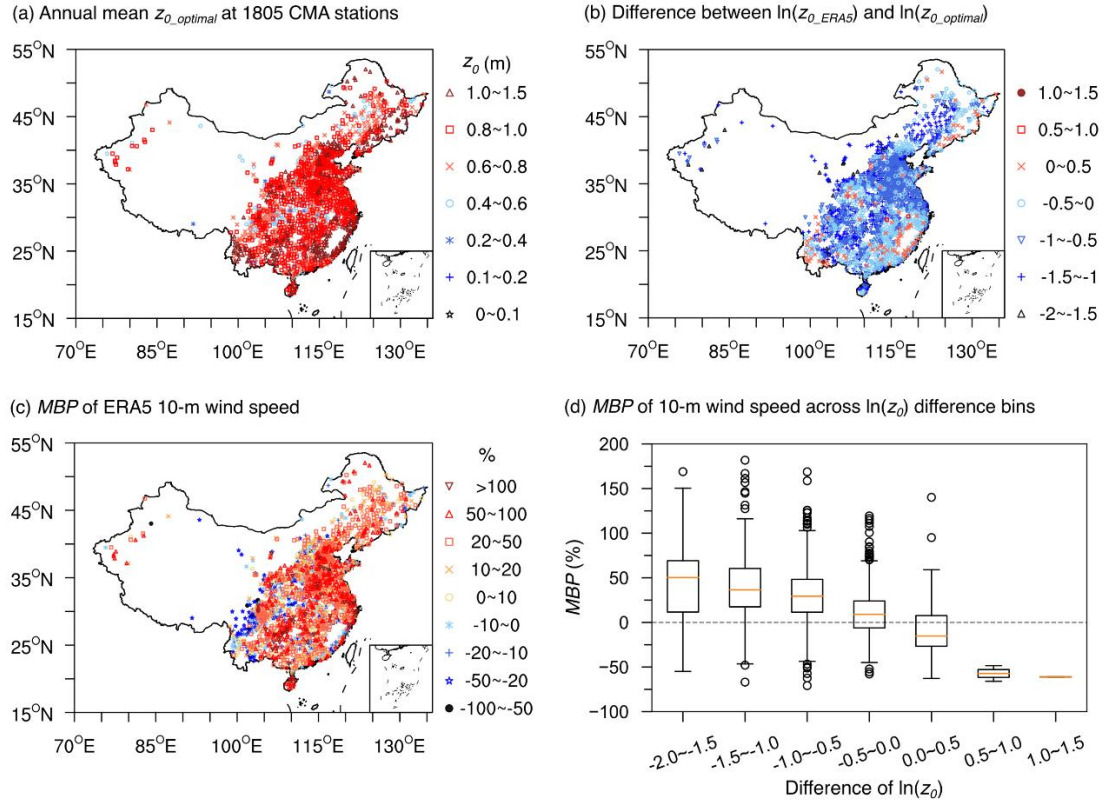 (a) Annual mean z0_optimal at 1805 CMA stations
55°N
45°N
35°N
25°N
15°N
70°E 85°E 100°E 115°E 130°E
z0 (m)
1.0~1.5
0.8~1.0
0.6~0.8
0.4~0.6
0.2~0.4
0.1~0.2
0~0.1
(b) Difference between ln(z0_ERA5) and ln(z0_optimal)
55°N
45°N
35°N
25°N
15°N
70°E 85°E 100°E 115°E 130°E
1.0~1.5
0.5~1.0
0~0.5
-0.5~0
-1~-0.5
-1.5~-1
-2~-1.5
(c) MBP of ERA5 10-m wind speed
55°N
45°N
35°N
25°N
15°N
70°E 85°E 100°E 115°E 130°E
%
>100
50~100
20~50
10~20
0~10
-10~0
-20~-10
-50~-20
-100~-50
(d) MBP of 10-m wind speed across ln(z0) difference bins
MBP (%)
200
150
100
50
0
−50
−100
-2.0~-1.5 -1.5~-1.0 -1.0~-0.5 -0.5~0.0 0.0~0.5 0.5~1.0 1.0~1.5
Difference of ln(z0)